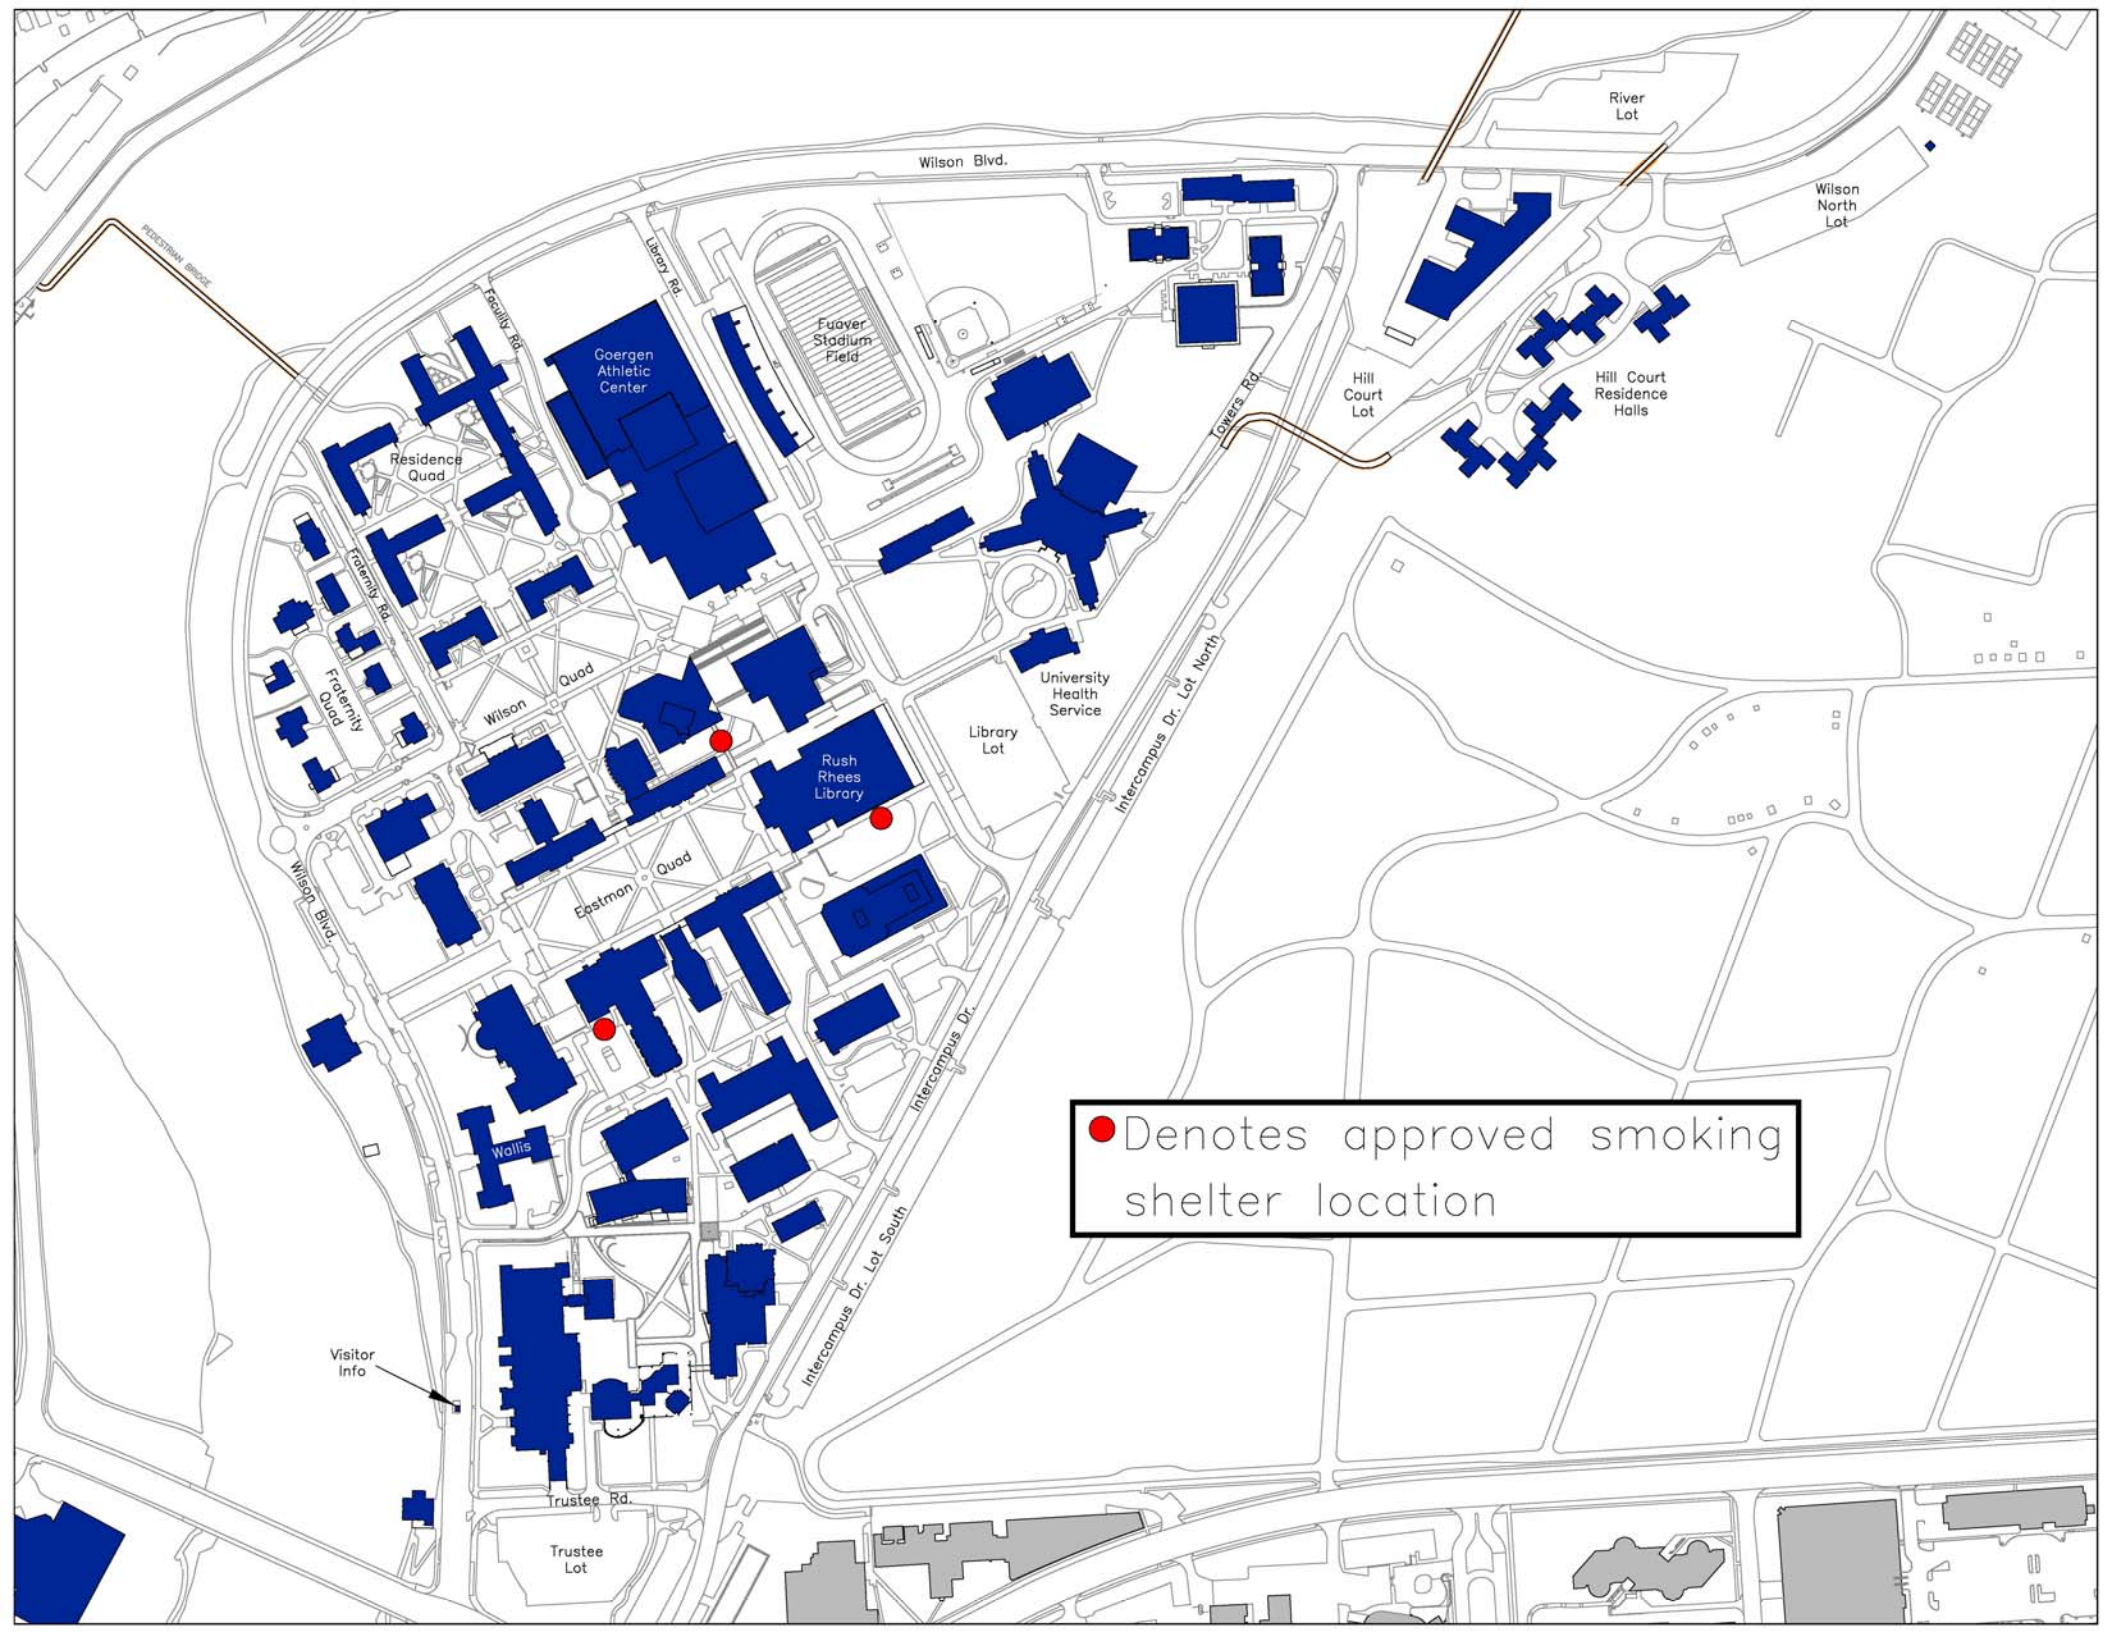 River
Lot
Wilson Blvd.
Wilson
North
Lot
PEDESTRIAN BRIDGE
Library Rd.
Faculity Rd.
Fuaver
Stadium
Field
Goergen
Athletic
Center
Hill
Court
Lot
Hill Court
Residence
Halls
Towers Rd.
Residence
Quad
Fraternity Rd.
Fraternity
Quad
Wilson Quad
University
Health
Service
Intercampus Dr. Lot North
Library
Lot
Rush
Rhees
Library
Wilson Blvd.
Eastman Quad
Intercampus Dr.
Denotes approved smoking
shelter location
Wallis
Intercampus Dr. Lot South
Visitor
Info
Trustee Rd.
Trustee
Lot